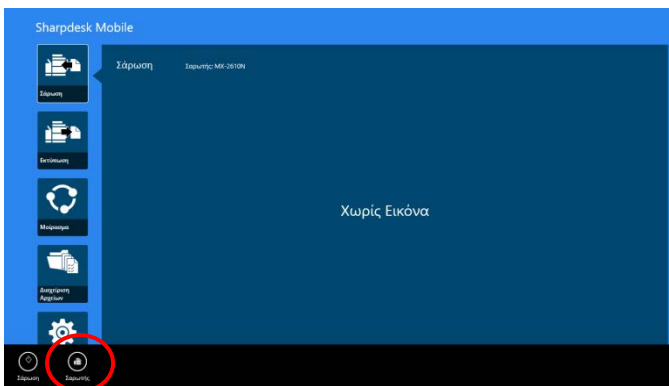 Sharpdesk Mobile
Σάρωση
Σαρωτής: MX-2610N
Σάρωση
Εκτύπωση
Μοίρασμα
Διαχείριση
Αρχείων
Χωρίς Εικόνα
Σάρωση
Σαρωτής